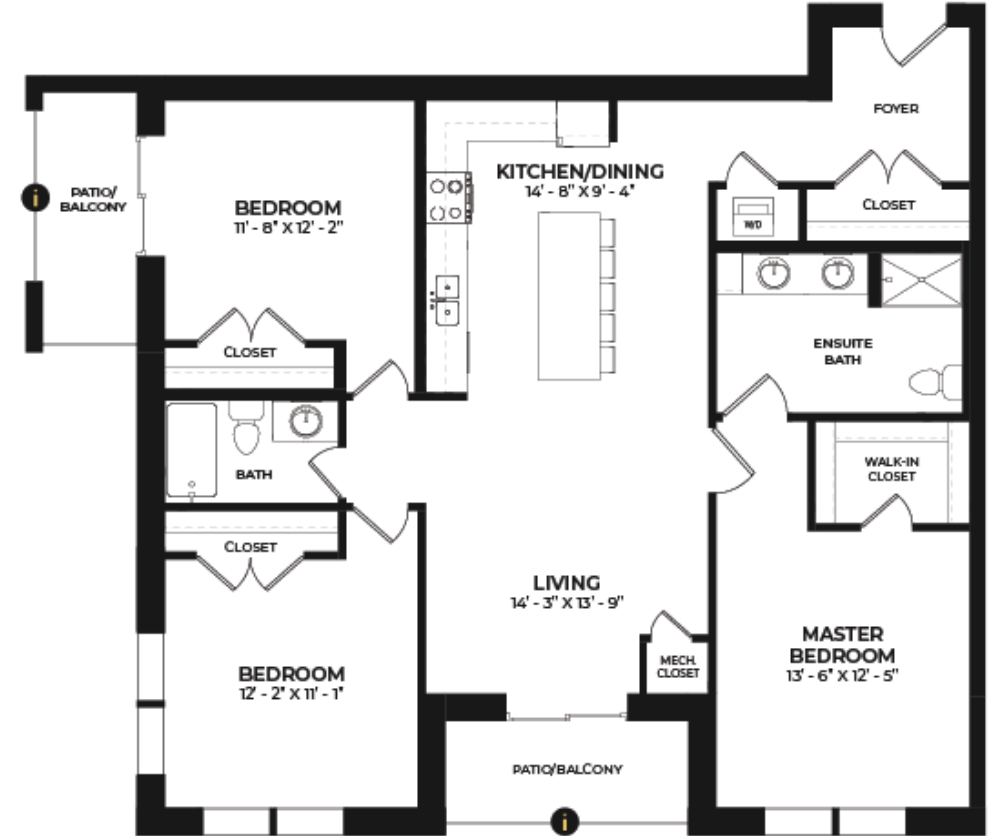 FOYER
PATIO/
BALCONY
i
BEDROOM
11' - 8" X 12' - 2"
KITCHEN/DINING
14' - 8" X 9' - 4"
W/D
CLOSET
CLOSET
ENSUITE
BATH
BATH
WALK-IN
CLOSET
CLOSET
LIVING
14' - 3" X 13' - 9"
MECH.
CLOSET
MASTER
BEDROOM
13' - 6" X 12' - 5"
BEDROOM
12' - 2" X 11' - 1"
PATIO/BALCONY
i